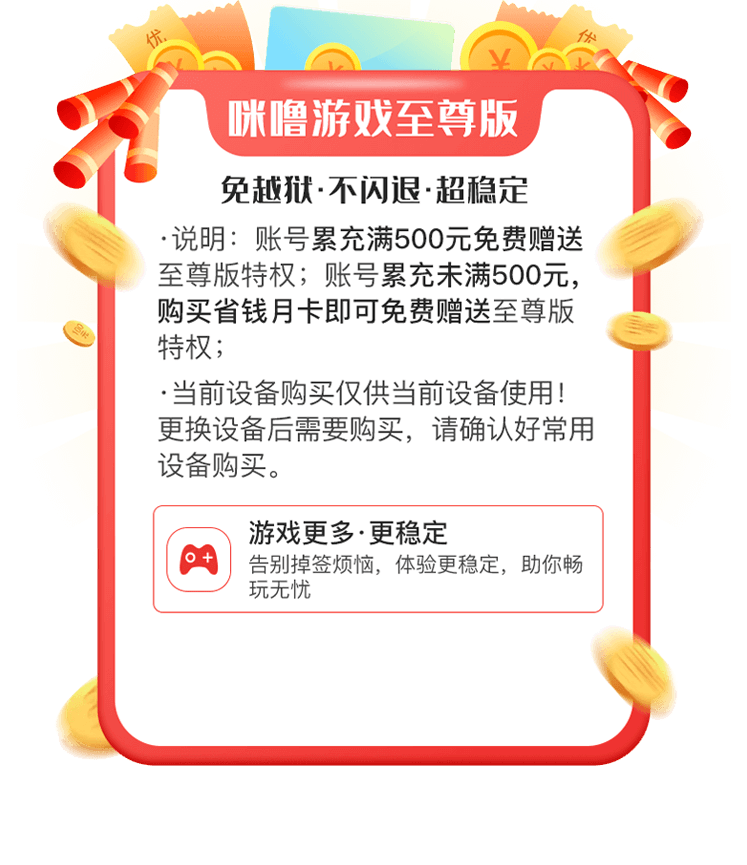 优
优
¥
¥
¥
¥
¥
咪噜游戏至尊版
免越狱·不闪退·超稳定
·说明：账号累充满500元免费赠送
至尊版特权；账号累充未满500元，
购买省钱月卡即可免费赠送至尊版
特权；
·当前设备购买仅供当前设备使用！
更换设备后需要购买，请确认好常用
设备购买。
游戏更多·更稳定
告别掉签烦恼，体验更稳定，助你畅
玩无忧